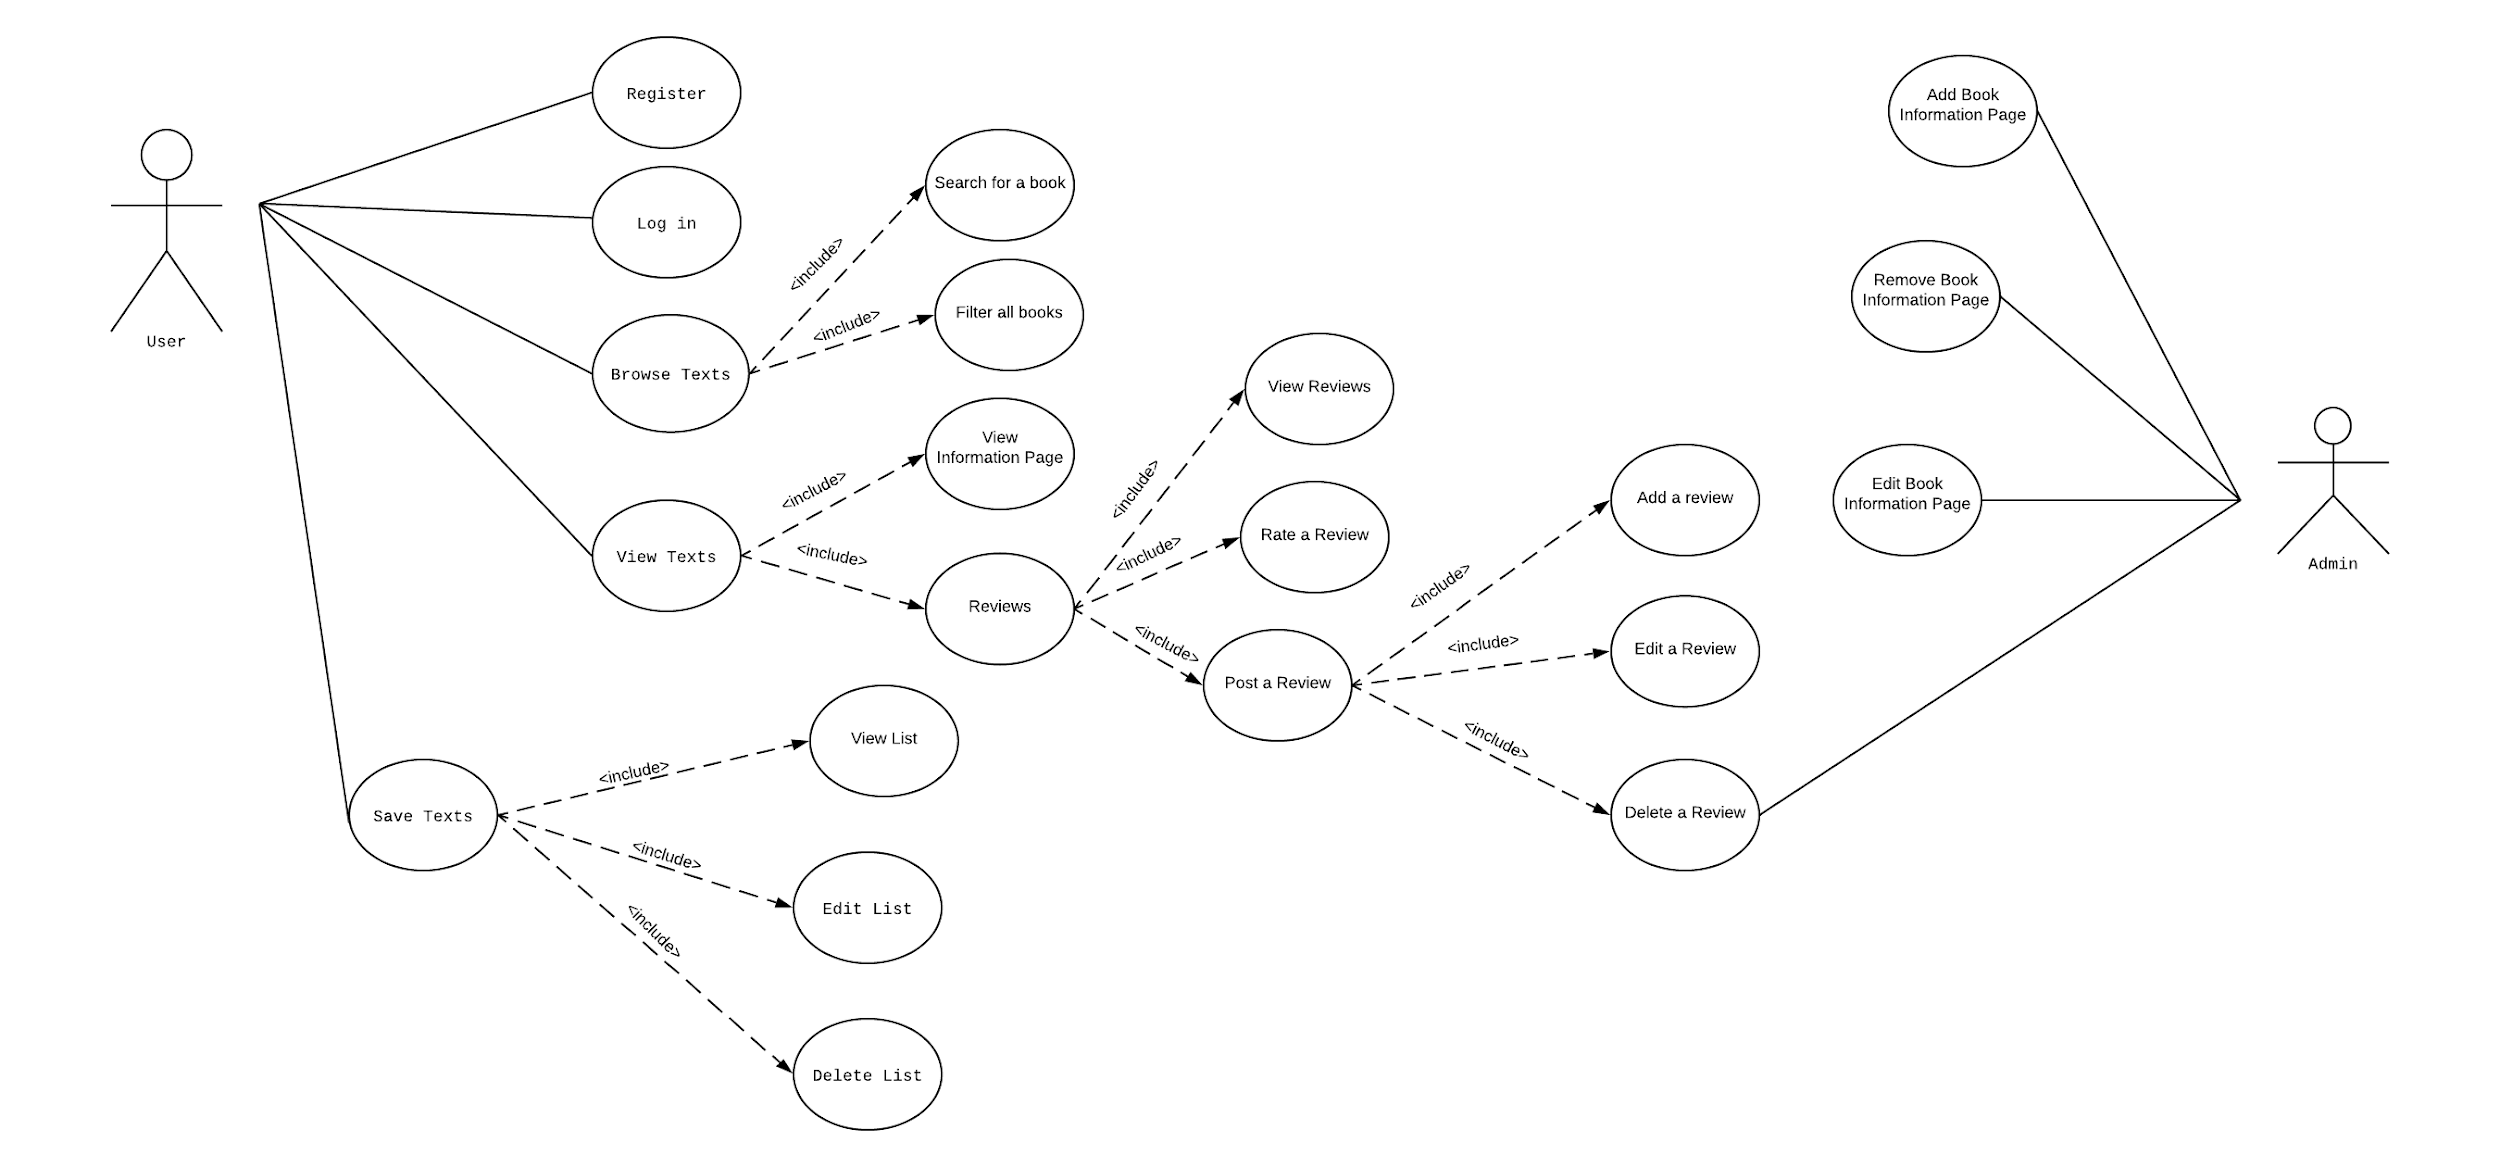 Register
Add Book
Information Page
Search for a book
Log in
<include>
Remove Book
Information Page
Filter all books
<include>
User
Browse Texts
View Reviews
View
Information Page
<include>
<include>
Add a review
Edit Book
Information Page
Rate a Review
<include>
<include>
View Texts
Admin
<include>
Reviews
<include>
<include>
Edit a Review
Post a Review
View List
<include>
<include>
Save Texts
Delete a Review
<include>
Edit List
<include>
Delete List